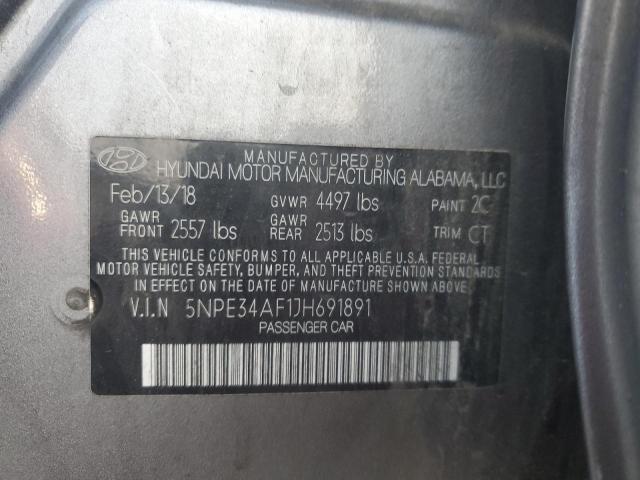 MANUFACTURED BY
HYUNDAI MOTOR MANUFACTURING ALABAMA, LLC
Feb/13/18 GVWR 4497 lbs PAINT 2C
GAWR FRONT 2557 lbs GAWR REAR 2513 lbs TRIM CT
THIS VEHICLE CONFORMS TO ALL APPLICABLE U.S.A. FEDERAL
MOTOR VEHICLE SAFETY, BUMPER, AND THEFT PREVENTION STANDARDS
IN EFFECT ON THE DATE OF MANUFACTURE SHOWN ABOVE.
V.I.N 5NPE34AF1JH691891
PASSENGER CAR